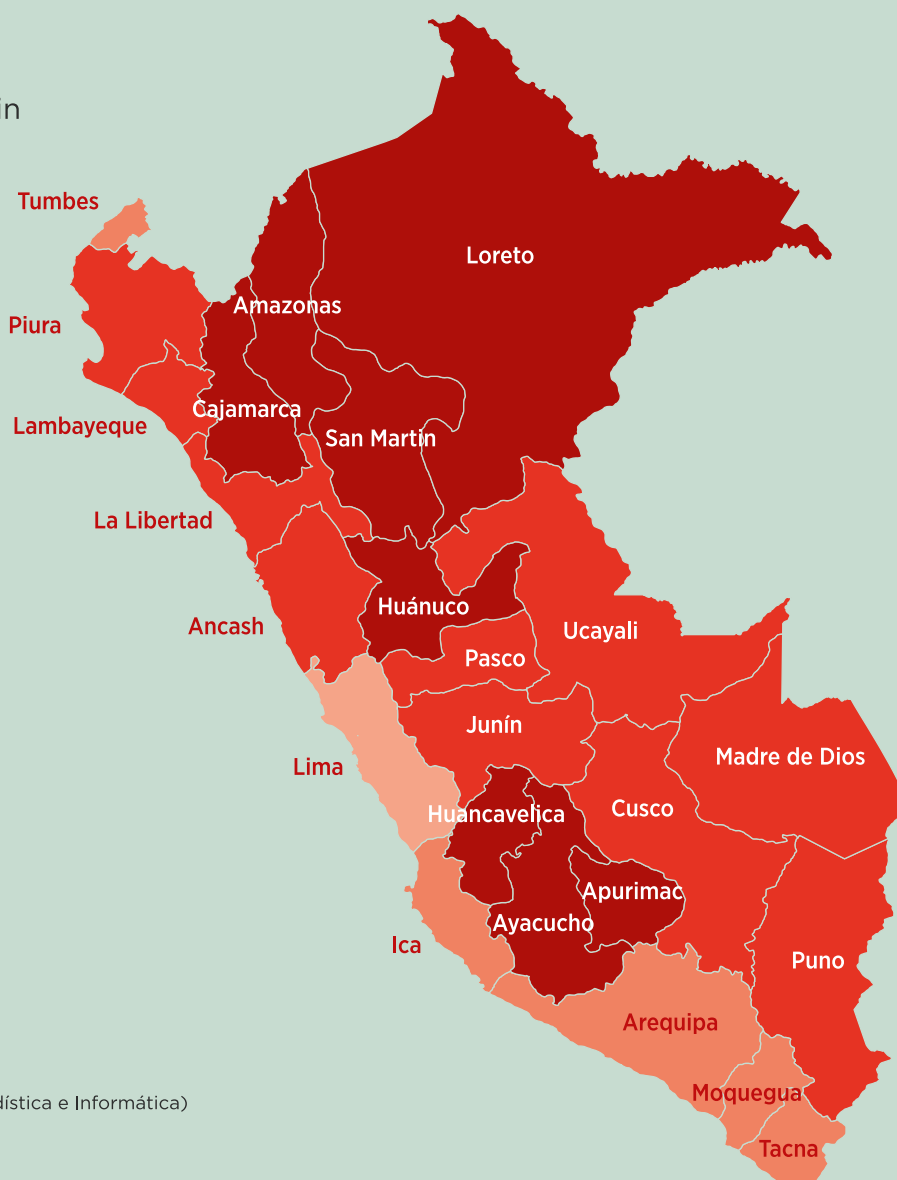 in
Tumbes
Loreto
Amazonas
Piura
Cajamarca
Lambayeque
San Martin
La Libertad
Huánuco
Ancash
Ucayali
Pasco
Junín
Madre de Dios
Lima
Cusco
Huancavelica
Apurimac
Ayacucho
Ica
Puno
Arequipa
Moquegua
dística e Informática)
Tacna